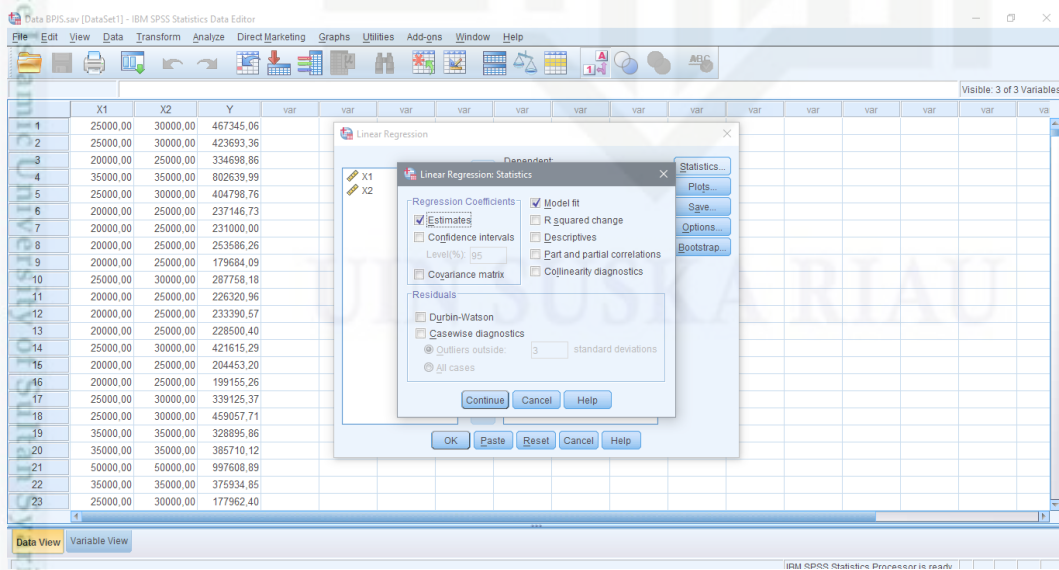 Data BPJS.sav [DataSet1] - IBM SPSS Statistics Data Editor
File Edit View Data Transform Analyze Direct Marketing Graphs Utilities Add-ons Window Help
Visible: 3 of 3 Variables
X1 X2 Y var var var var var var var var var var var var va
1 25000,00 30000,00 467345,06
2 25000,00 30000,00 423693,36
3 20000,00 25000,00 334698,86
4 35000,00 35000,00 802639,99
5 25000,00 30000,00 404798,76
6 20000,00 25000,00 237146,73
7 20000,00 25000,00 231000,00
8 20000,00 25000,00 253586,26
9 20000,00 25000,00 179684,09
10 25000,00 30000,00 287758,18
11 20000,00 25000,00 226320,96
12 20000,00 25000,00 233390,57
13 20000,00 25000,00 228500,40
14 25000,00 30000,00 421615,29
15 20000,00 25000,00 204453,20
16 20000,00 25000,00 199155,26
17 25000,00 30000,00 339125,37
18 25000,00 30000,00 459057,71
19 35000,00 35000,00 328895,86
20 35000,00 35000,00 385710,12
21 50000,00 50000,00 997608,89
22 35000,00 35000,00 375934,85
23 25000,00 30000,00 177962,40
Linear Regression
Dependent:
X1
X2
Statistics...
Plots...
Save...
Options...
Bootstrap...
OK Paste Reset Cancel Help
Linear Regression: Statistics
Regression Coefficients
Estimates
Confidence intervals
Level(%): 95
Covariance matrix
Model fit
R squared change
Descriptives
Part and partial correlations
Collinearity diagnostics
Residuals
Durbin-Watson
Casewise diagnostics
Outliers outside: 3 standard deviations
All cases
Continue Cancel Help
Data View Variable View
IBM SPSS Statistics Processor is ready
UIN SUSKA RIAU